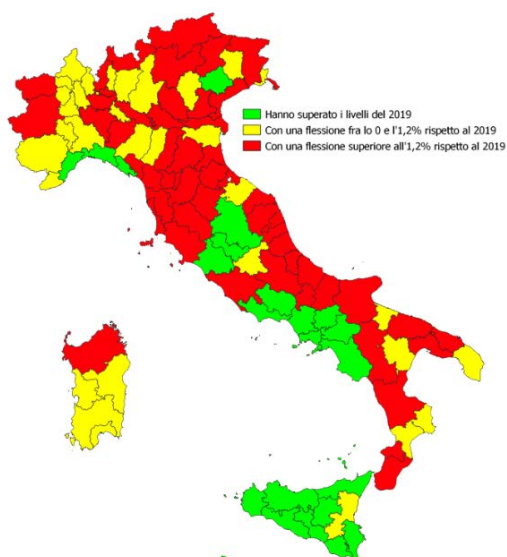 Hanno superato i livelli del 2019
Con una flessione fra lo 0 e l'1,2% rispetto al 2019
Con una flessione superiore all'1,2% rispetto al 2019